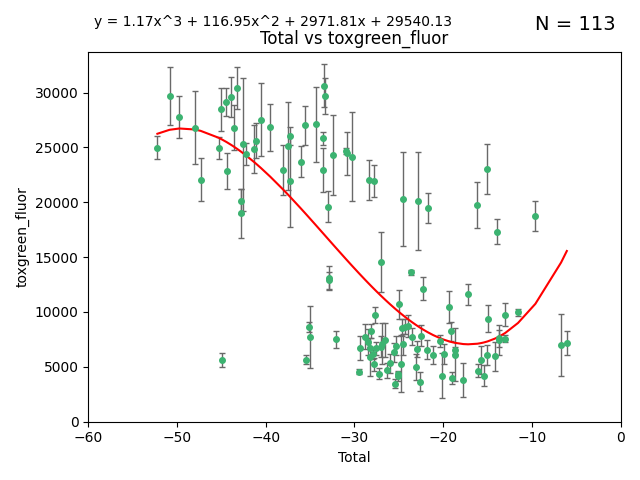 y = 1.17x^3 + 116.95x^2 + 2971.81x + 29540.13
N = 113
Total vs toxgreen_fluor
toxgreen_fluor
30000
25000
20000
15000
10000
5000
0
−60
−50
−40
−30
−20
−10
0
Total